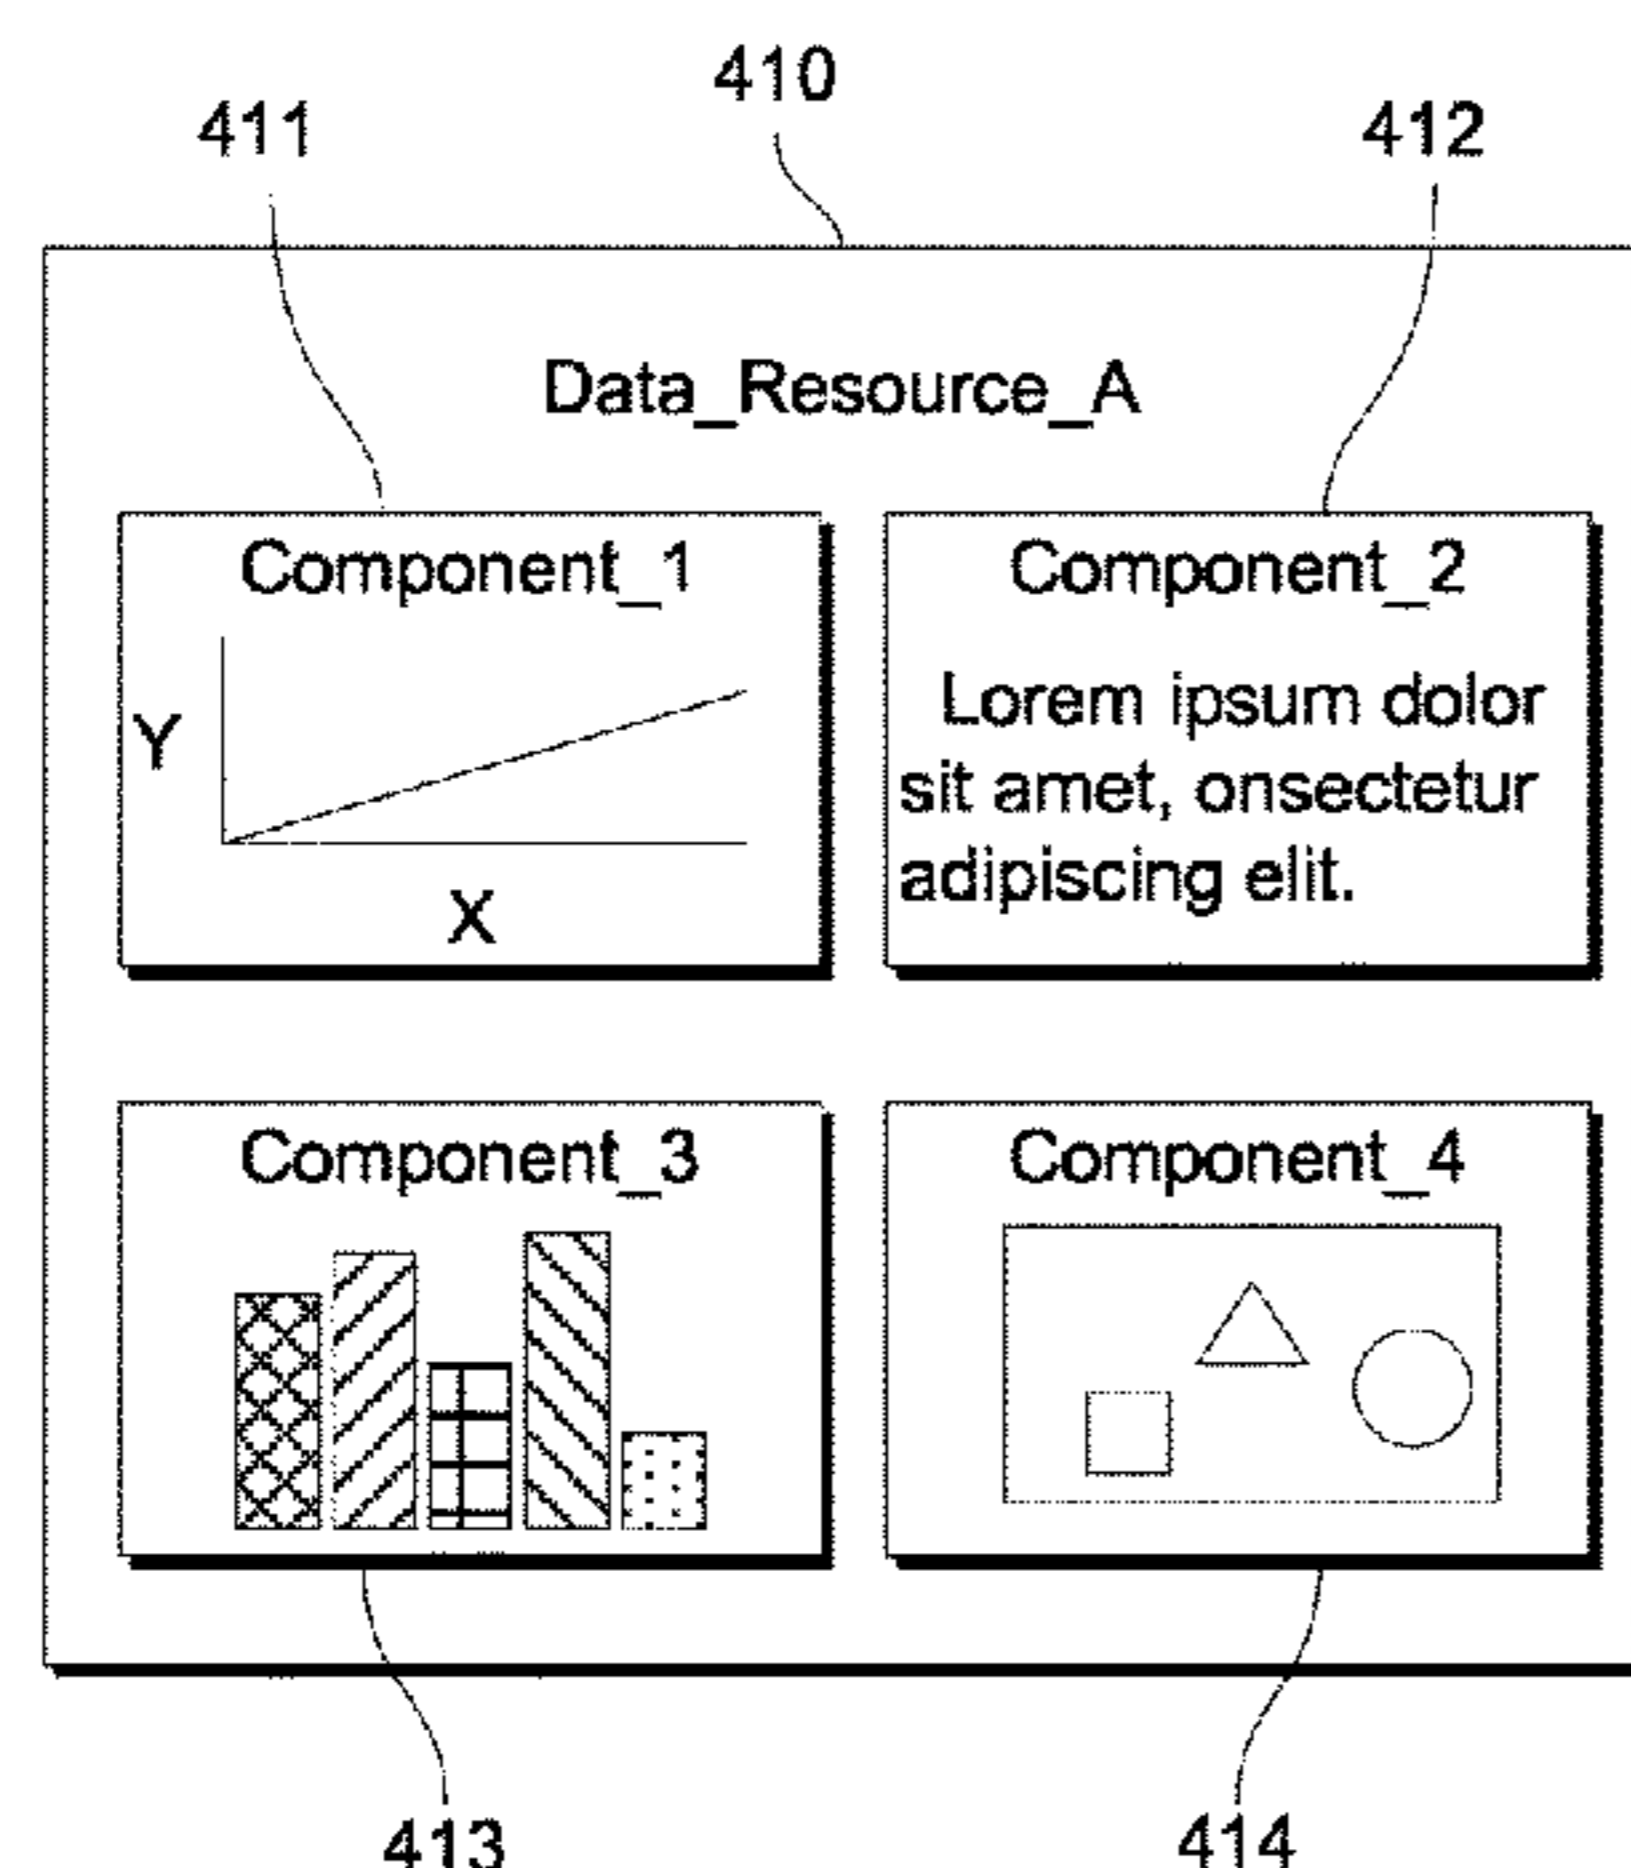 410
411
412
Data_Resource_A
Component_1
Y
X
Component_2
Lorem ipsum dolor
sit amet, onsectetur
adipiscing elit.
Component_3
Component_4
413
414